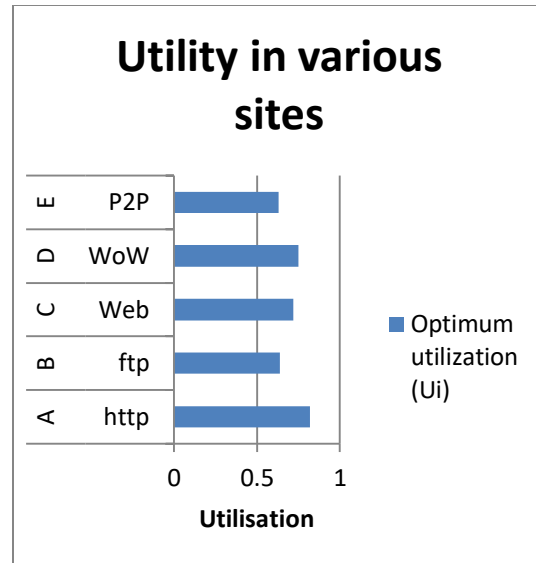 Utility in various
sites
E P2P
D WoW
C Web
B ftp
A http
0 0.5 1
Utilisation
Optimum
utilization
(Ui)